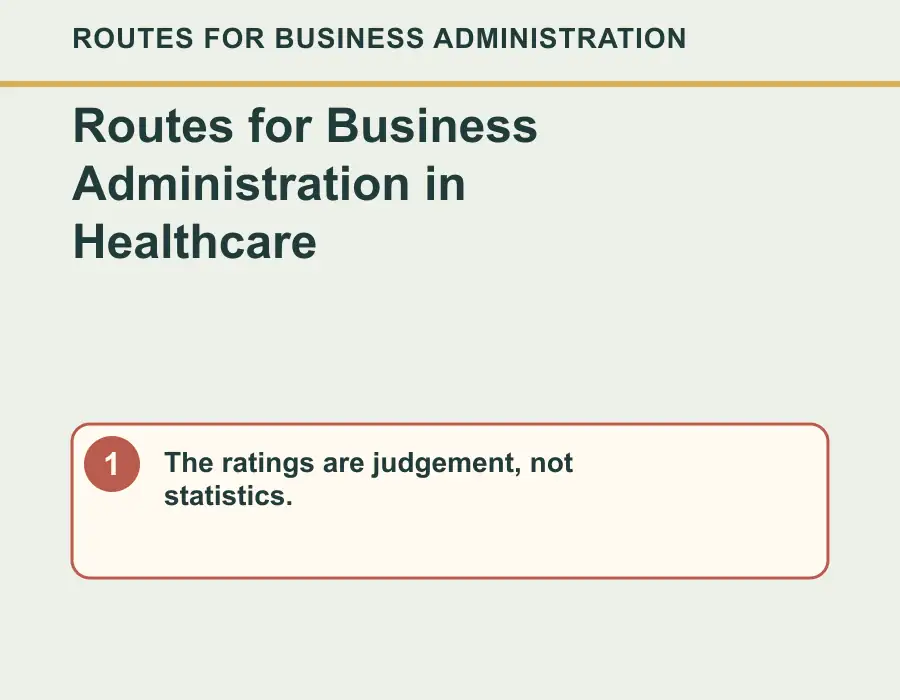 ROUTES FOR BUSINESS ADMINISTRATION
Routes for Business
Administration in
Healthcare
1
The ratings are judgement, not
statistics.